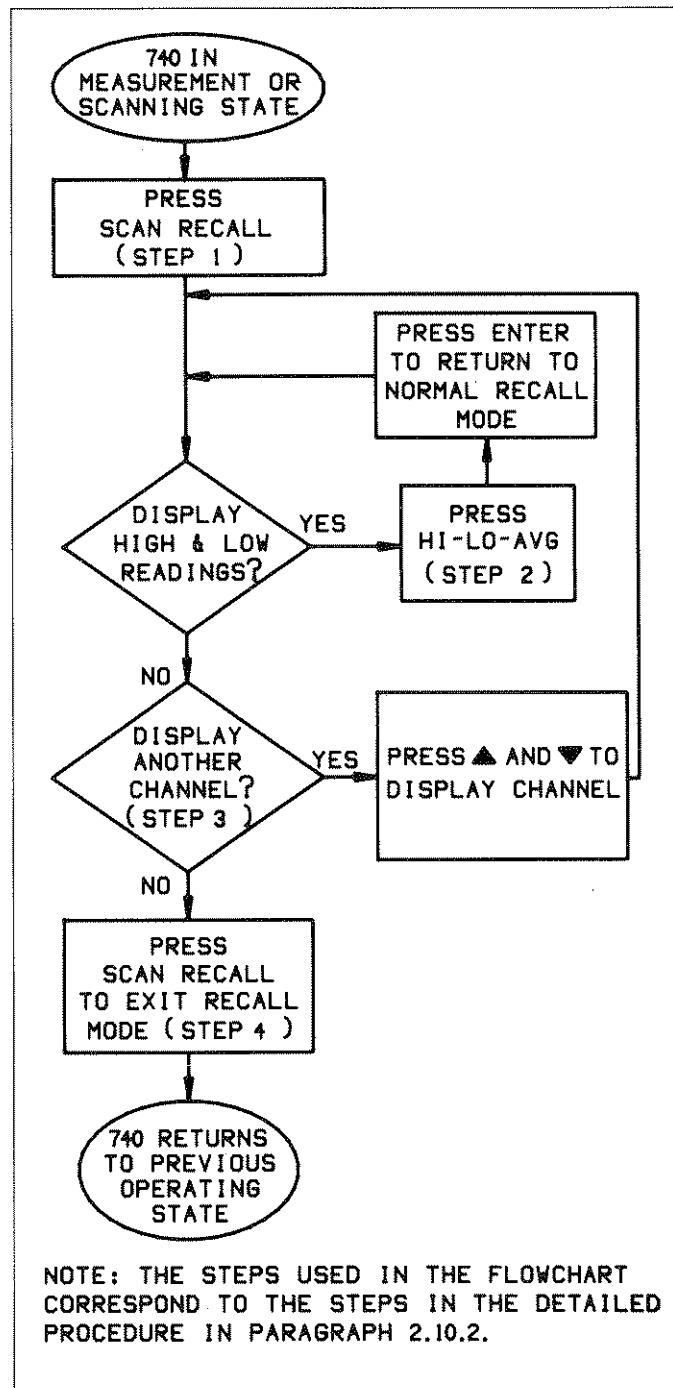 740 IN
MEASUREMENT OR
SCANNING STATE
PRESS
SCAN RECALL
(STEP 1)
PRESS ENTER
TO RETURN TO
NORMAL RECALL
MODE
DISPLAY
HIGH & LOW
READINGS?
YES
PRESS
HI-LO-AVG
(STEP 2)
NO
DISPLAY
ANOTHER
CHANNEL?
(STEP 3)
YES
PRESS ▲ AND ▼ TO
DISPLAY CHANNEL
NO
PRESS
SCAN RECALL
TO EXIT RECALL
MODE (STEP 4)
740 RETURNS
TO PREVIOUS
OPERATING
STATE
NOTE: THE STEPS USED IN THE FLOWCHART
CORRESPOND TO THE STEPS IN THE DETAILED
PROCEDURE IN PARAGRAPH 2.10.2.